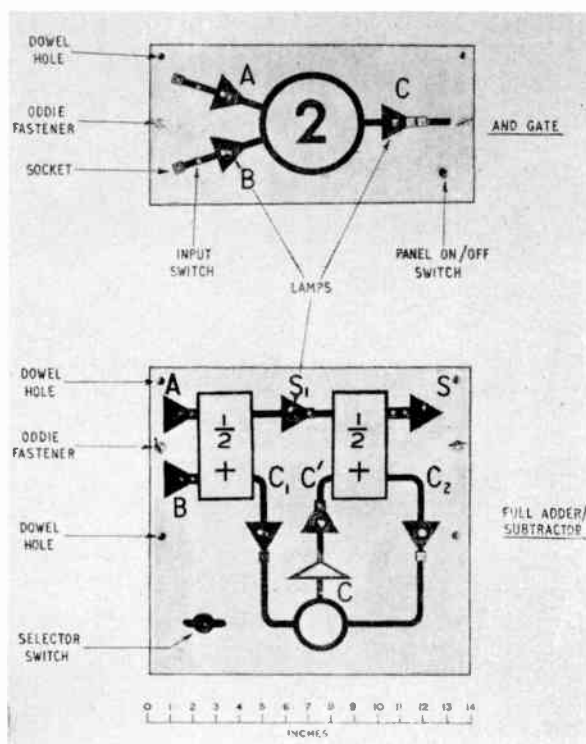 DOWEL
HOLE
ODDIE
FASTENER
SOCKET
A
B
2
C
AND GATE
INPUT
SWITCH
LAMPS
PANEL ON/OFF
SWITCH
DOWEL
HOLE
ODDIE
FASTENER
DOWEL
HOLE
SELECTOR
SWITCH
A
B
1/2
+
S₁
1/2
+
S
C₁
C'
C₂
C
FULL ADDER/
SUBTRACTOR
0 1 2 3 4 5 6 7 8 9 10 11 12 13 14
INCHES